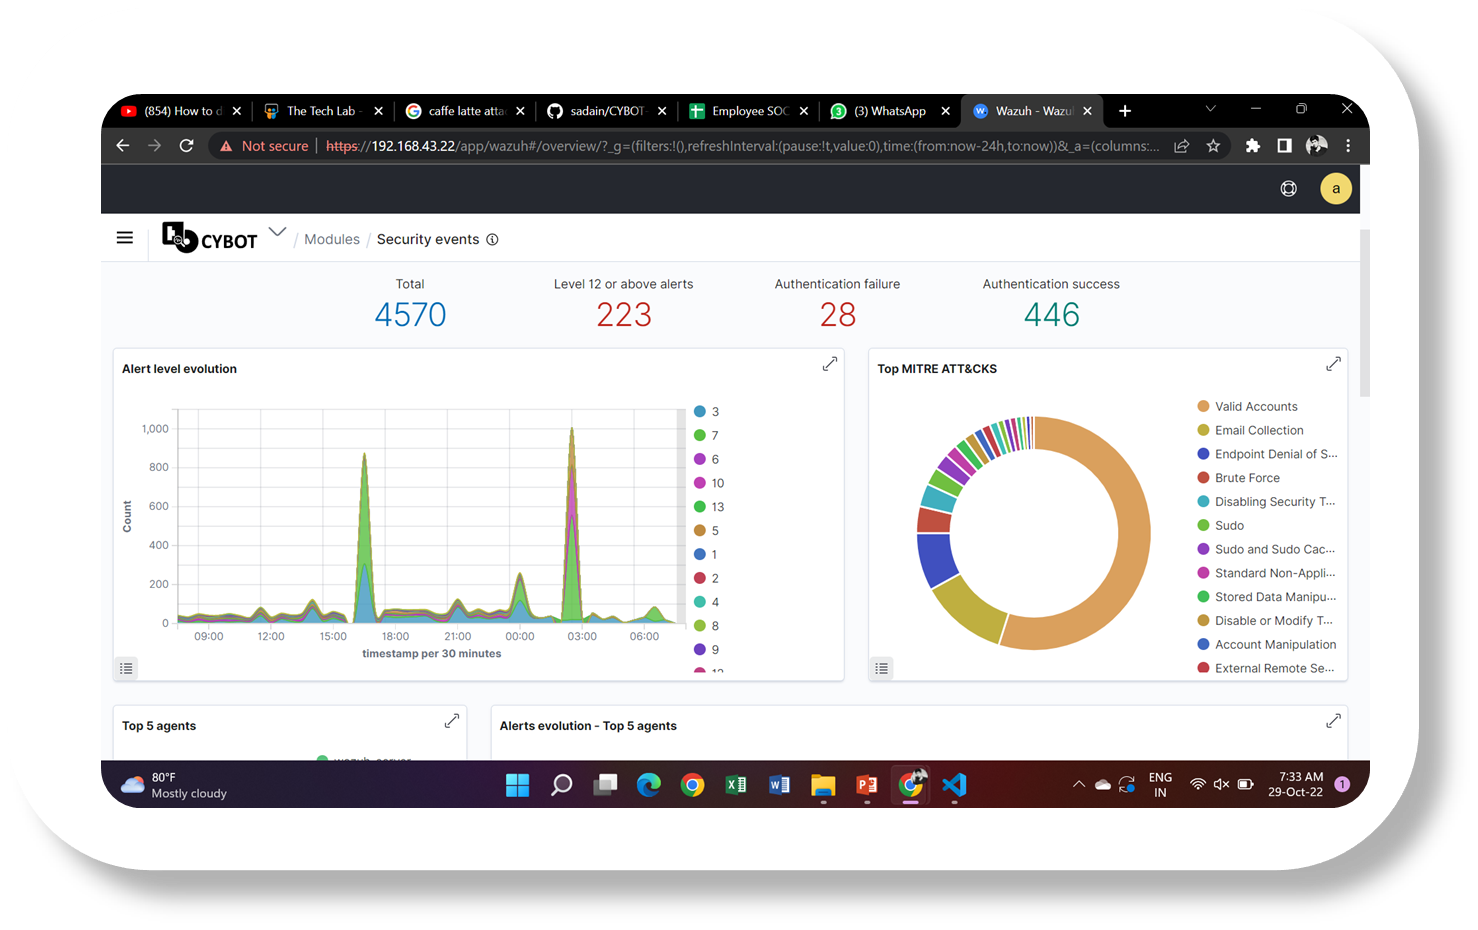 (854) How to d
The Tech Lab -
caffe latte atta
sadain/CYBOT-
Employee SOC
(3) WhatsApp
Wazuh - Wazu
Not secure | https://192.168.43.22/app/wazuh#/overview/?_g=(filters:!(),refreshInterval:(pause:!t,value:0),time:(from:now-24h,to:now))&_a=(columns:...
a
CYBOT / Modules / Security events
Total
4570
Level 12 or above alerts
223
Authentication failure
28
Authentication success
446
Alert level evolution
Count
1,000
800
600
400
200
0
09:00 12:00 15:00 18:00 21:00 00:00 03:00 06:00
timestamp per 30 minutes
3
7
6
10
13
5
1
2
4
8
9
Top MITRE ATT&CKS
Valid Accounts
Email Collection
Endpoint Denial of S...
Brute Force
Disabling Security T...
Sudo
Sudo and Sudo Cac...
Standard Non-Appli...
Stored Data Manipu...
Disable or Modify T...
Account Manipulation
External Remote Se...
Top 5 agents
Alerts evolution - Top 5 agents
80°F
Mostly cloudy
ENG
IN
7:33 AM
29-Oct-22
1